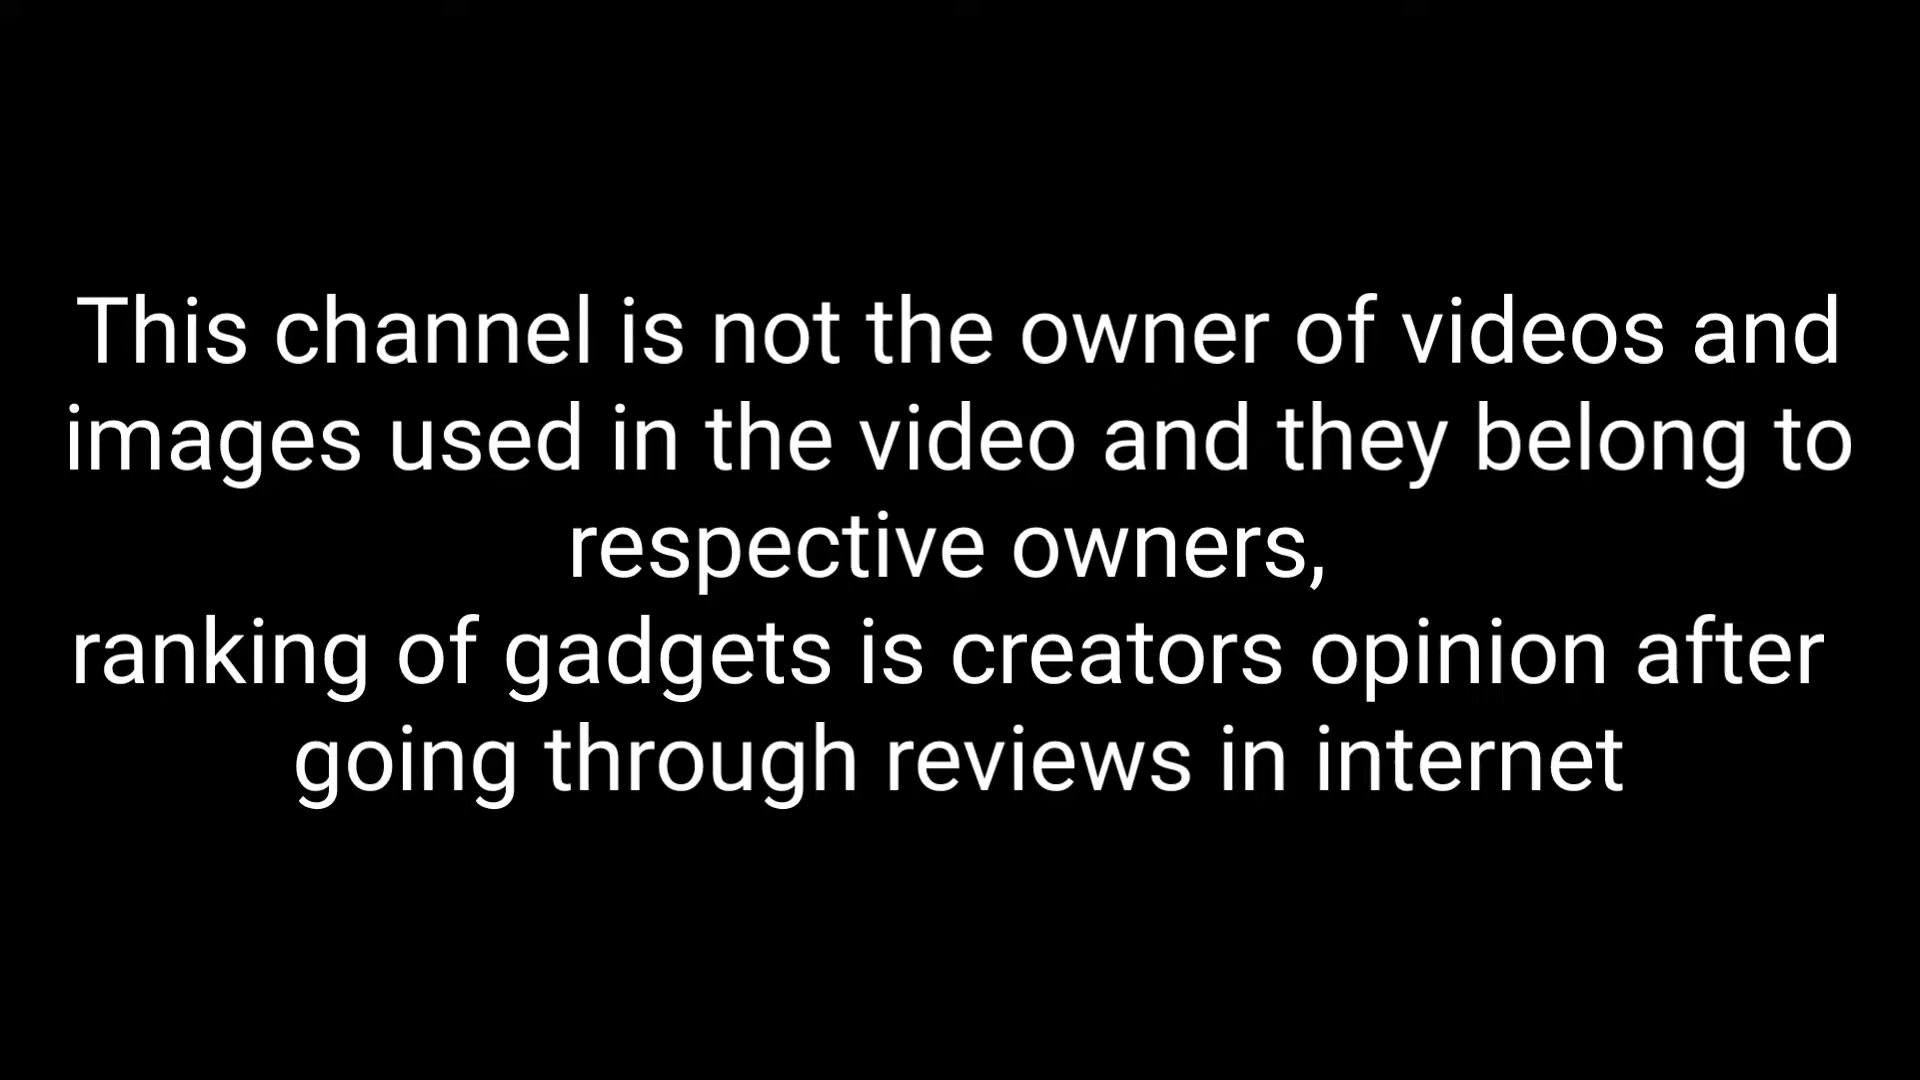 This channel is not the owner of videos and
images used in the video and they belong to
respective owners,
ranking of gadgets is creators opinion after
going through reviews in internet